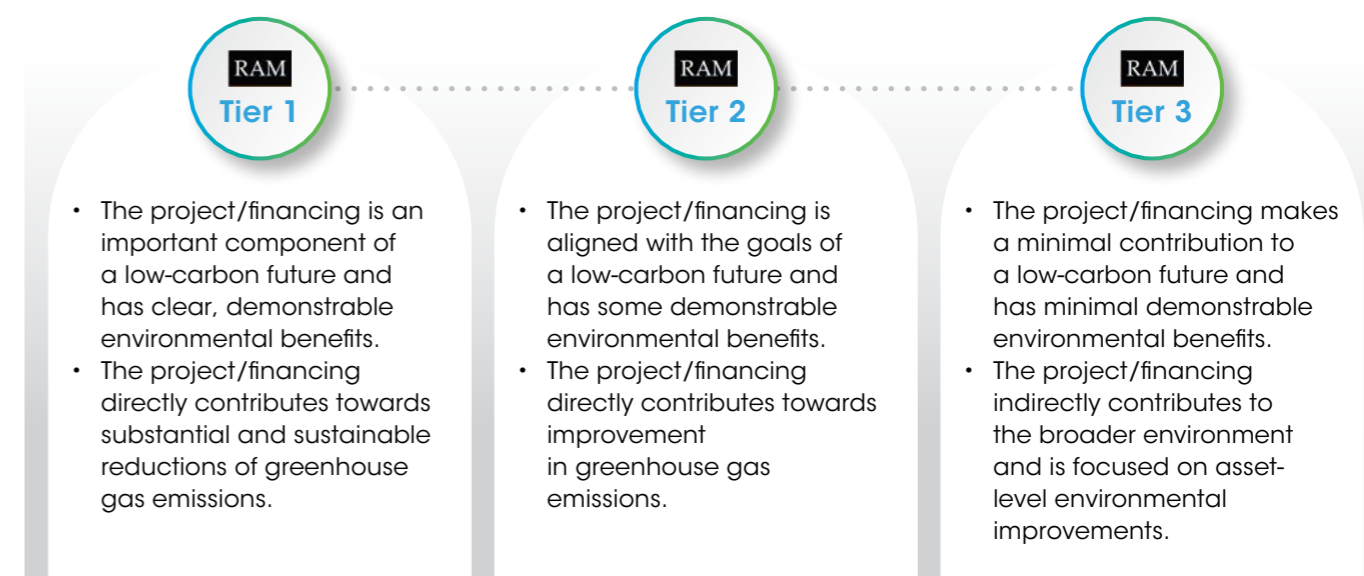 RAM
Tier 1
• The project/financing is an
important component of
a low-carbon future and
has clear, demonstrable
environmental benefits.
• The project/financing
directly contributes towards
substantial and sustainable
reductions of greenhouse
gas emissions.
RAM
Tier 2
• The project/financing is
aligned with the goals of
a low-carbon future and
has some demonstrable
environmental benefits.
• The project/financing
directly contributes towards
improvement
in greenhouse gas
emissions.
RAM
Tier 3
• The project/financing makes
a minimal contribution to
a low-carbon future and
has minimal demonstrable
environmental benefits.
• The project/financing
indirectly contributes to
the broader environment
and is focused on asset-
level environmental
improvements.